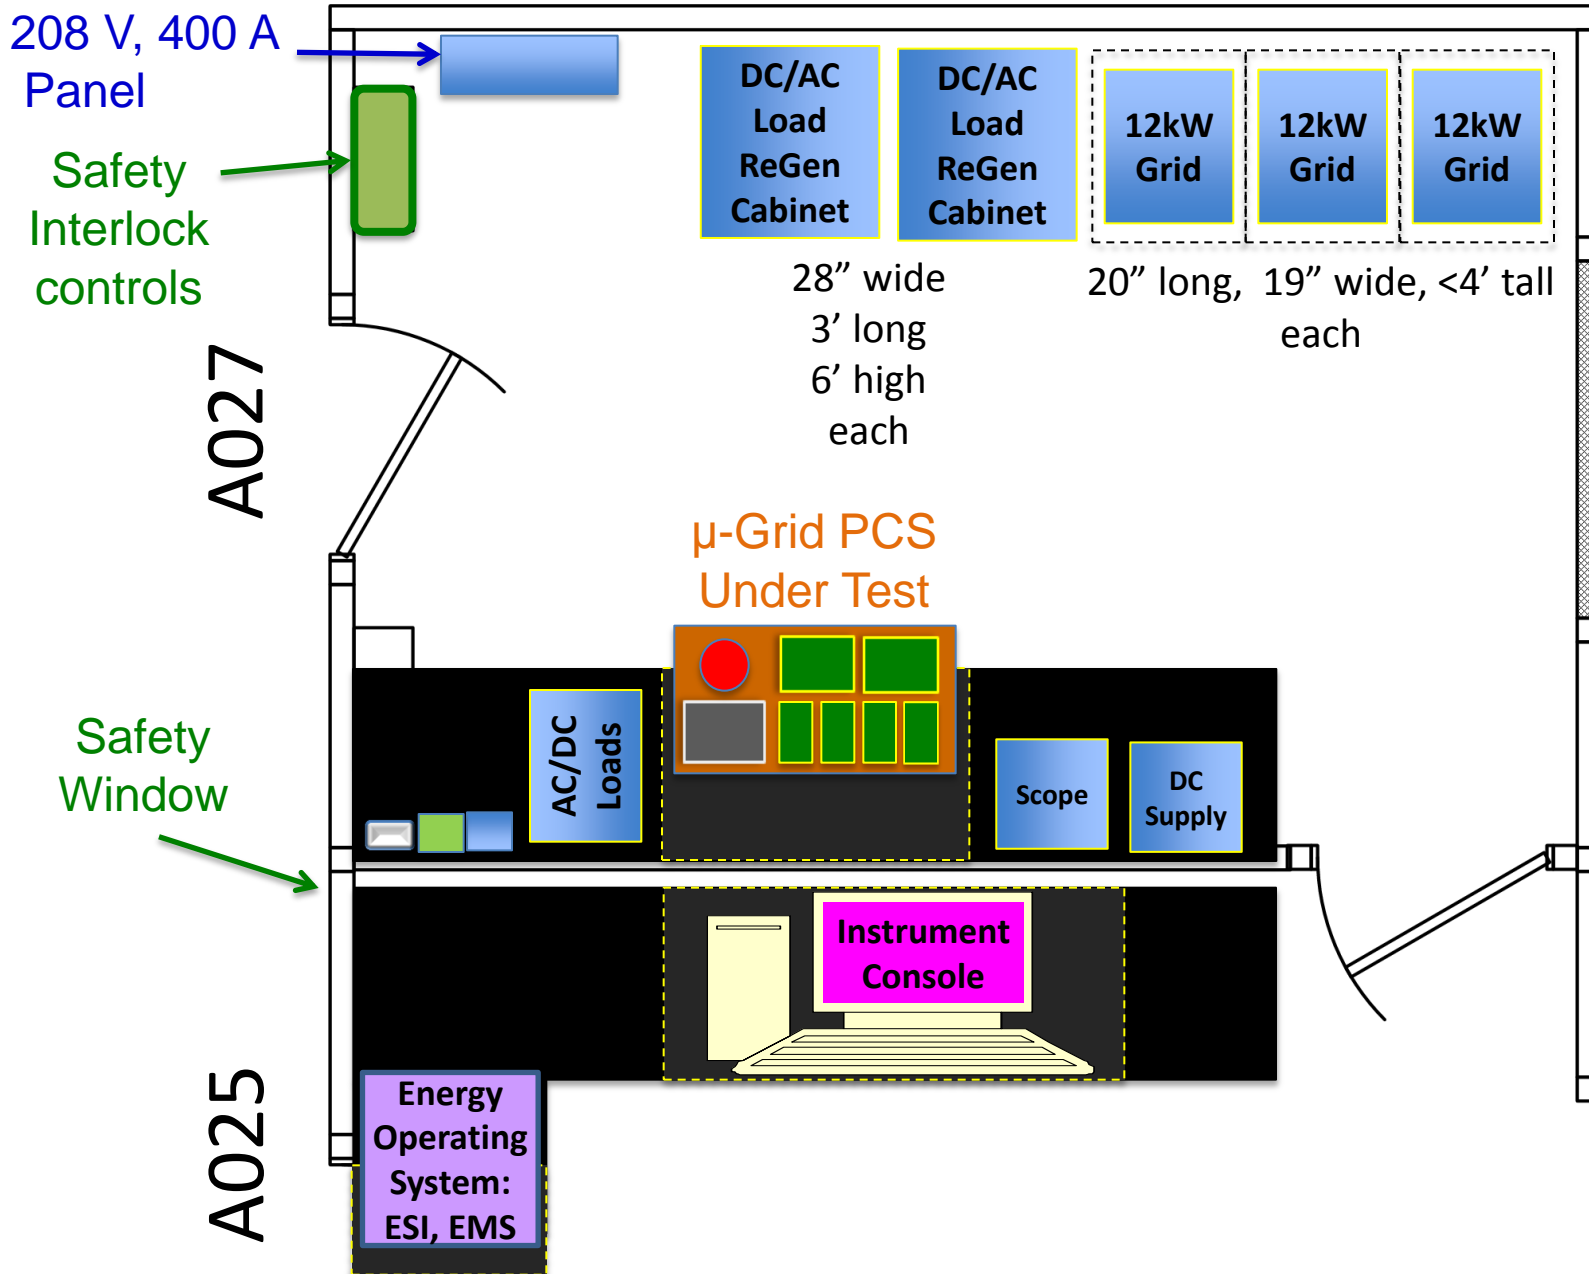 208 V, 400 A
Panel
Safety
Interlock
controls
DC/AC
Load
ReGen
Cabinet
DC/AC
Load
ReGen
Cabinet
12kW
Grid
12kW
Grid
12kW
Grid
28” wide
3’ long
6’ high
each
20” long, 19” wide, <4’ tall
each
A027
µ-Grid PCS
Under Test
Safety
Window
AC/DC
Loads
Scope
DC
Supply
Instrument
Console
A025
Energy
Operating
System:
ESI, EMS